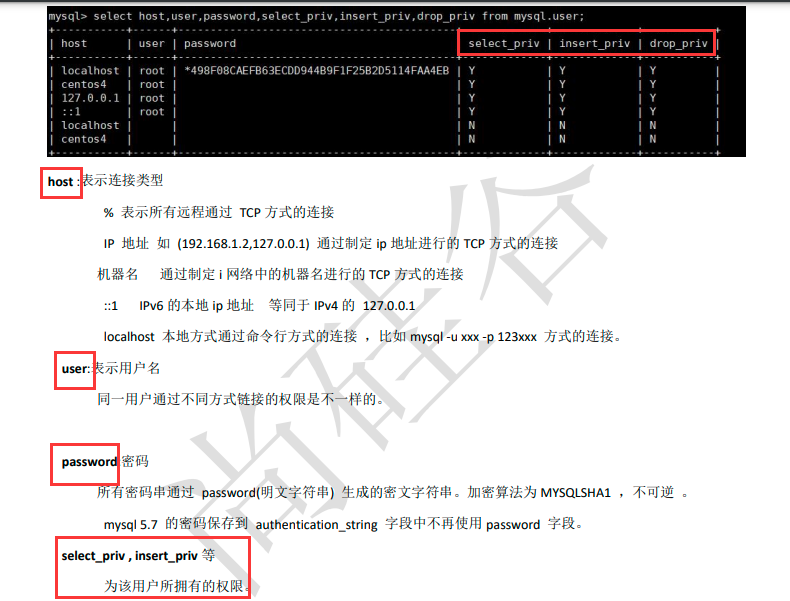 mysql> select host,user,password,select_priv,insert_priv,drop_priv from mysql.user;
| host | user | password | select_priv | insert_priv | drop_priv |
| localhost | root | *498F08CAEFB63ECDD944B9F1F25B2D5114FAA4EB | Y | Y | Y |
| centos4 | root | | Y | Y | Y |
| 127.0.0.1 | root | | Y | Y | Y |
| ::1 | root | | Y | Y | Y |
| localhost | | | N | N | N |
| centos4 | | | N | N | N |
host :表示连接类型
% 表示所有远程通过 TCP 方式的连接
IP 地址 如 (192.168.1.2,127.0.0.1) 通过制定 ip 地址进行的 TCP 方式的连接
机器名 通过制定 i 网络中的机器名进行的 TCP 方式的连接
::1 IPv6 的本地 ip 地址 等同于 IPv4 的 127.0.0.1
localhost 本地方式通过命令行方式的连接 ，比如 mysql -u xxx -p 123xxx 方式的连接。
user:表示用户名
同一用户通过不同方式链接的权限是不一样的。
password 密码
所有密码串通过 password(明文字符串) 生成的密文字符串。加密算法为 MYSQLSHA1 ，不可逆 。
mysql 5.7 的密码保存到 authentication_string 字段中不再使用 password 字段。
select_priv , insert_priv 等
为该用户所拥有的权限。
尚硅谷